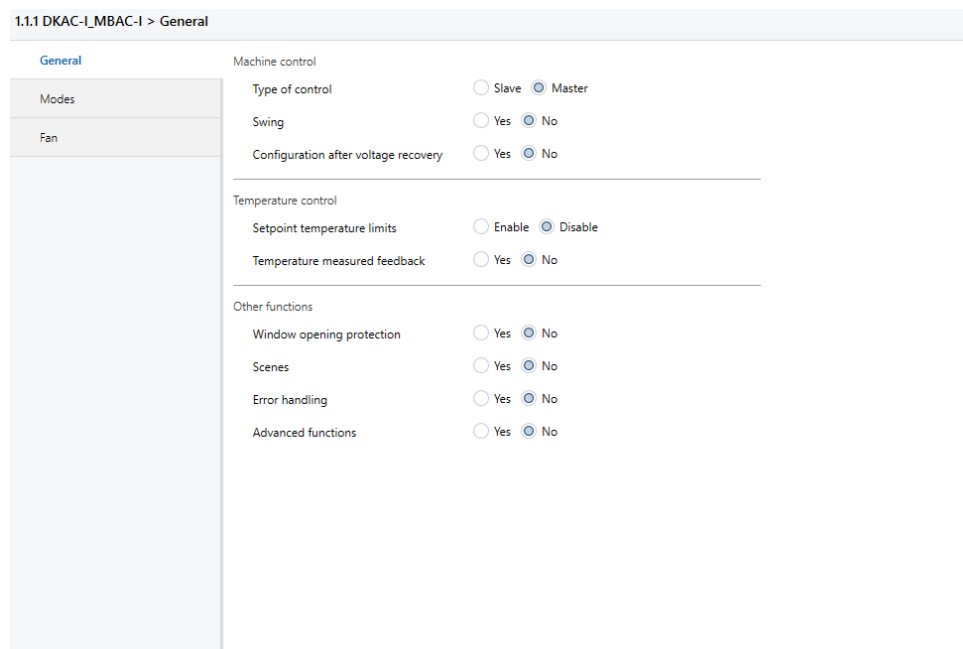 1.1.1 DKAC-I_MBAC-I > General
General
Modes
Fan
Machine control
Type of control Slave Master
Swing Yes No
Configuration after voltage recovery Yes No
Temperature control
Setpoint temperature limits Enable Disable
Temperature measured feedback Yes No
Other functions
Window opening protection Yes No
Scenes Yes No
Error handling Yes No
Advanced functions Yes No